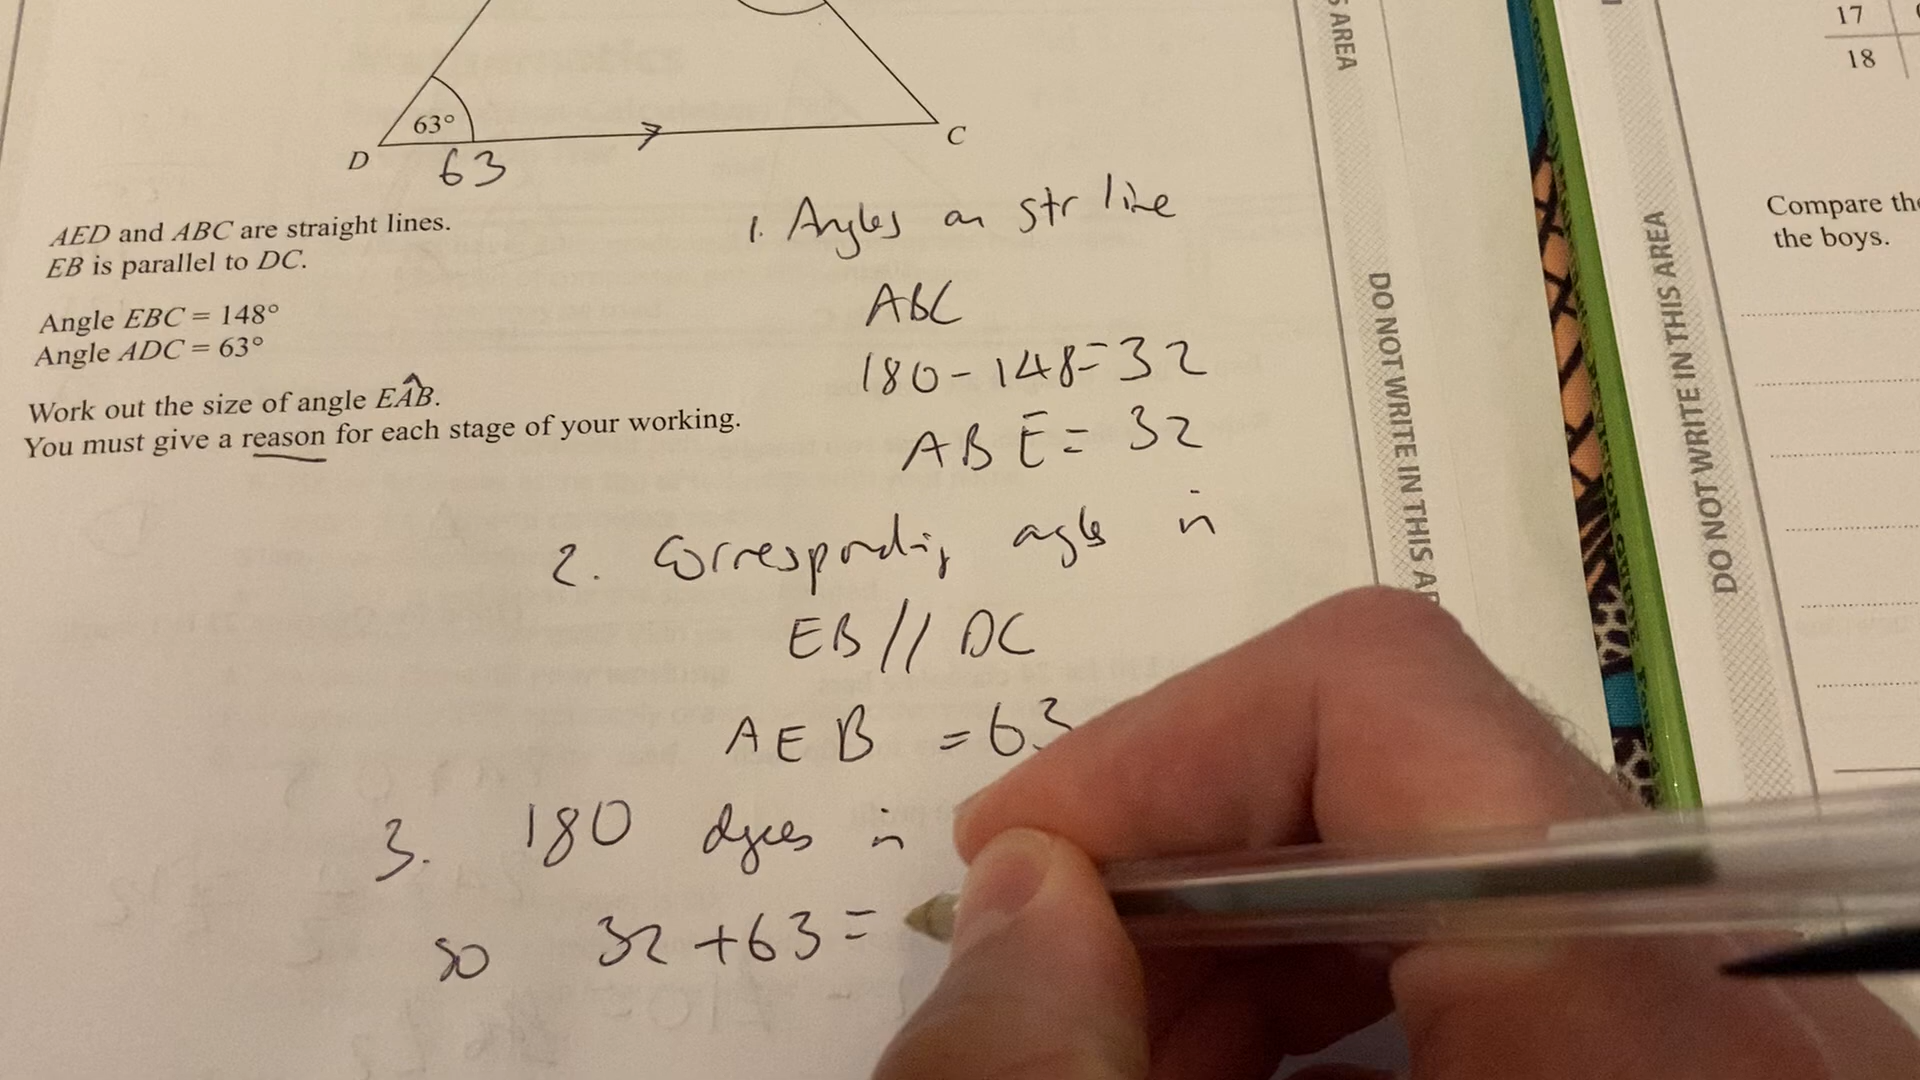 63°
D
C
63
AED and ABC are straight lines.
EB is parallel to DC.
Angle EBC = 148°
Angle ADC = 63°
Work out the size of angle EAB.
You must give a reason for each stage of your working.
1. Angles on str line
ABC
180 - 148 = 32
ABE = 32
2. Corresponding angles in
EB // DC
AEB = 63
3. 180 degrees in
so 32 + 63 =
S AREA
DO NOT WRITE IN THIS AR
DO NOT WRITE IN THIS AREA
17
18
Compare the
the boys.